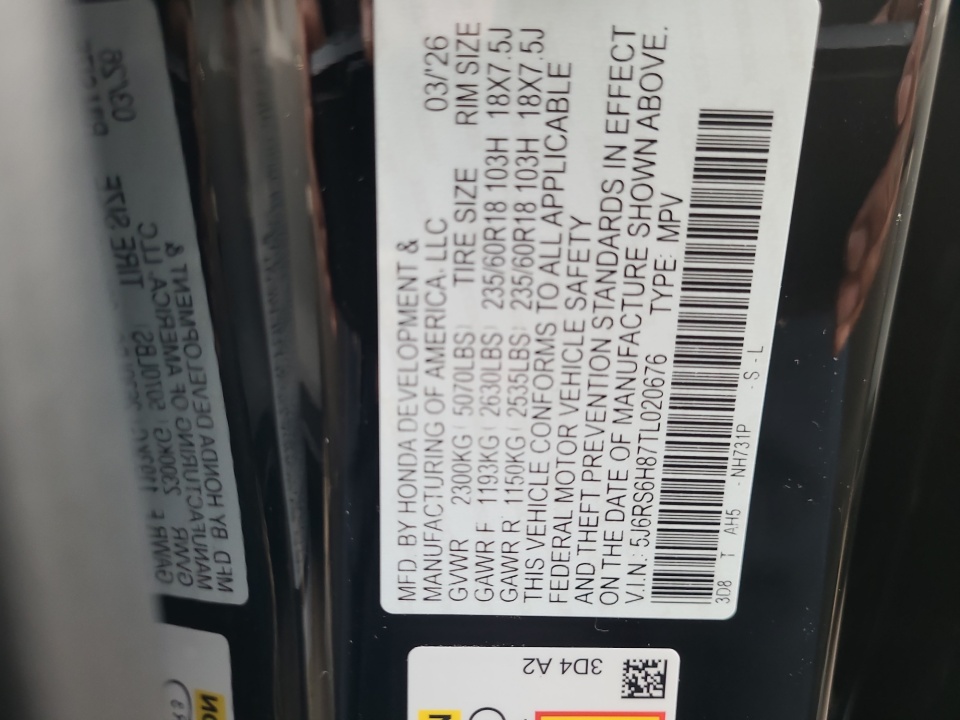 MFD. BY HONDA DEVELOPMENT &
MANUFACTURING OF AMERICA, LLC 03/'26
GVWR 2300KG (5070LBS) TIRE SIZE RIM SIZE
GAWR F 1193KG (2630LBS) 235/60R18 103H 18X7.5J
GAWR R 1150KG (2535LBS) 235/60R18 103H 18X7.5J
THIS VEHICLE CONFORMS TO ALL APPLICABLE
FEDERAL MOTOR VEHICLE SAFETY
AND THEFT PREVENTION STANDARDS IN EFFECT
ON THE DATE OF MANUFACTURE SHOWN ABOVE.
V.I.N.: 5J6RS6H87TL020676 TYPE: MPV
3D8 T AH5 - NH731P - S - L
3D4 A2